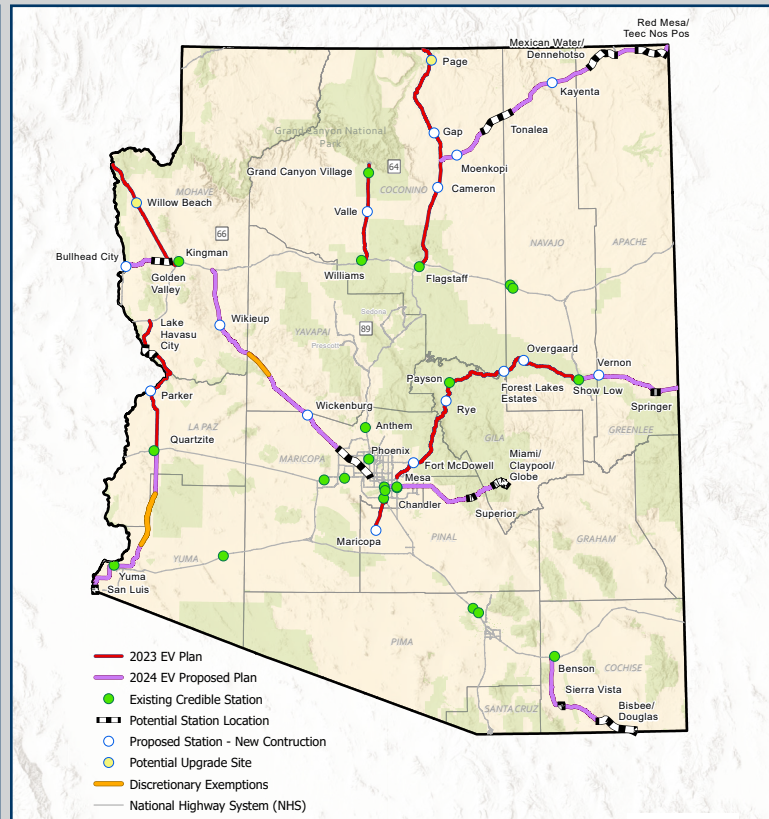 Red Mesa/
Teec Nos Pos
Mexican Water/
Dennehotso
Page
Kayenta
Grand Canyon National
Park
Gap
Tonalea
Moenkopi
Grand Canyon Village
64
MOHAVE
COCONINO
Cameron
Willow Beach
Valle
66
NAVAJO
APACHE
Bullhead City
Kingman
Golden
Valley
Williams
Flagstaff
Lake
Havasu
City
Wikieup
Sedona
89
YAVAPAI
Prescott
Overgaard
Vernon
Payson
Forest Lakes
Estates
Show Low
Parker
Rye
Springer
Wickenburg
LA PAZ
Quartzite
Anthem
GILA
GREENLEE
MARICOPA
Phoenix
Fort McDowell
Miami/
Claypool/
Globe
Mesa
Chandler
Superior
Maricopa
PINAL
GRAHAM
YUMA
Yuma
San Luis
PIMA
Benson
COCHISE
Sierra Vista
Bisbee/
Douglas
SANTA CRUZ
2023 EV Plan
2024 EV Proposed Plan
Existing Credible Station
Potential Station Location
Proposed Station - New Contruction
Potential Upgrade Site
Discretionary Exemptions
National Highway System (NHS)